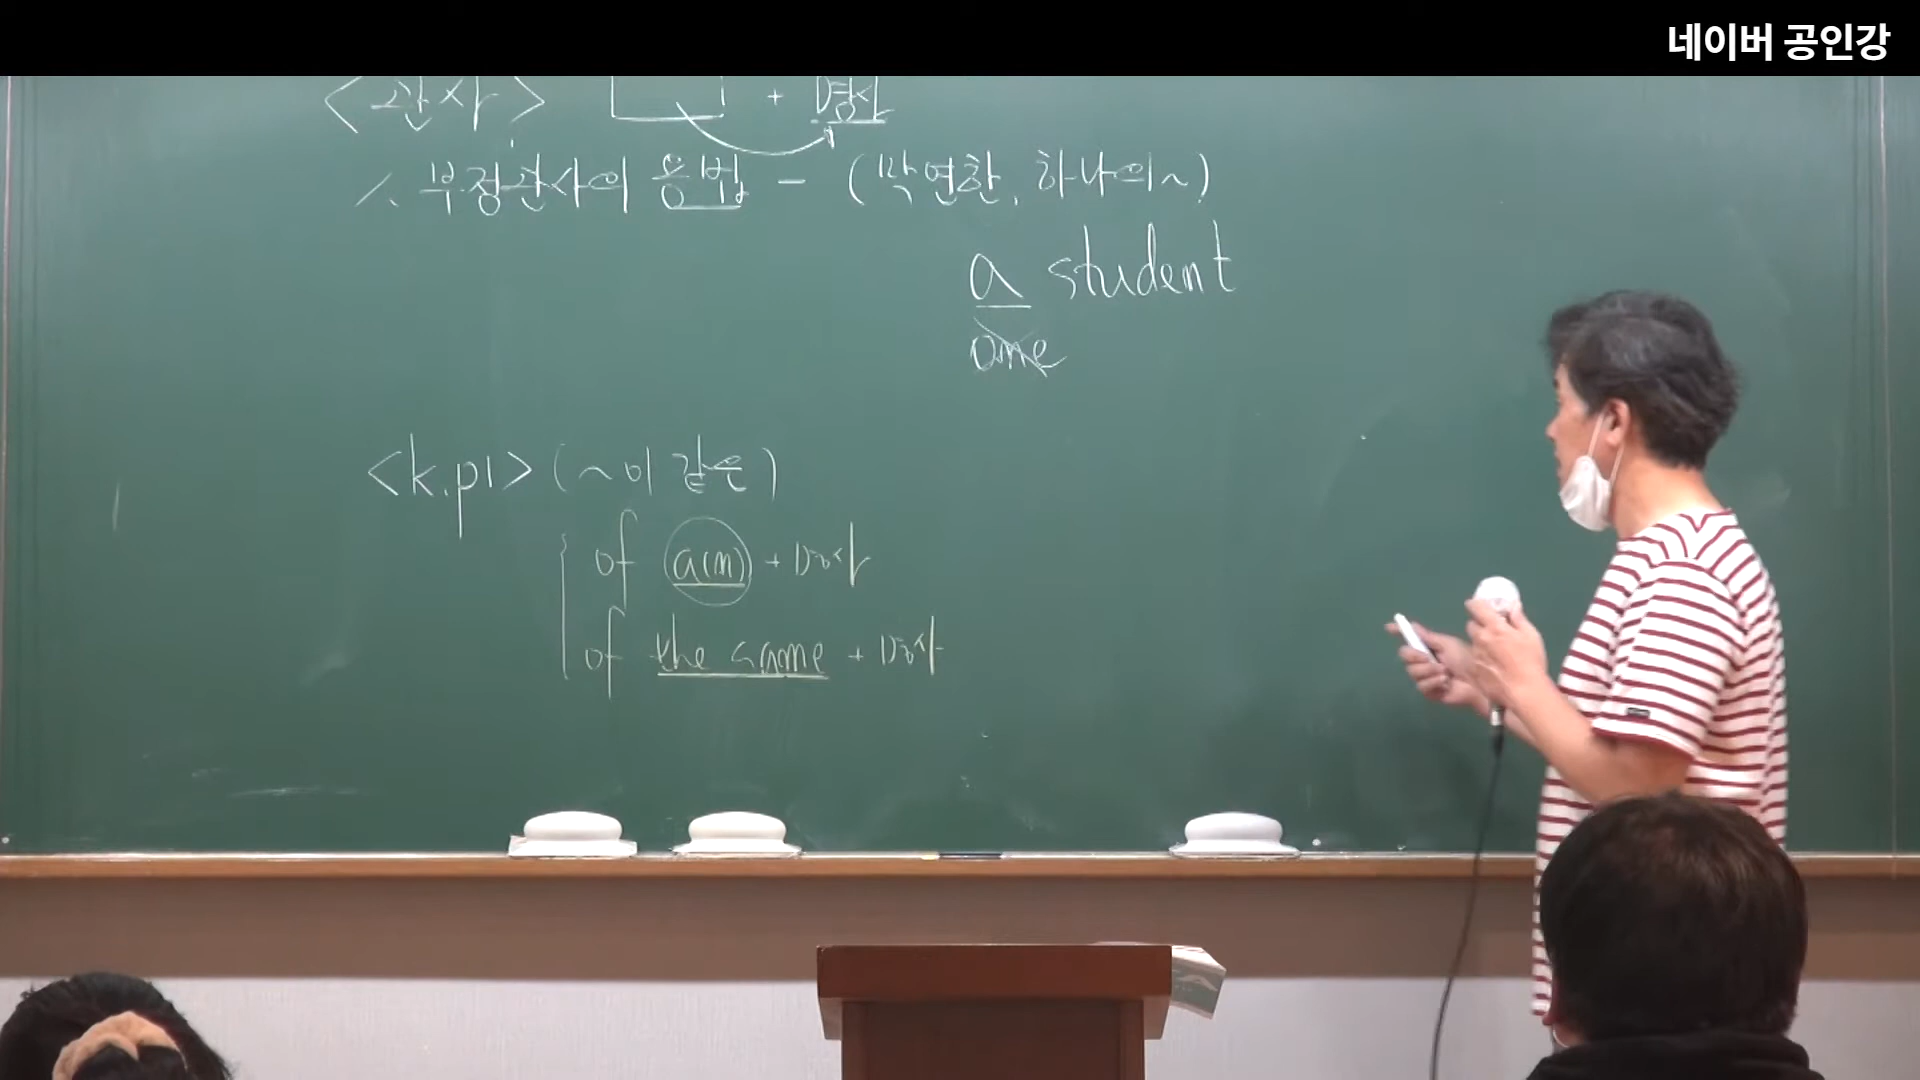 네이버 공인강
<관사> + 명사
1. 부정관사의 용법 - (막연한, 하나의~)
a student
one
<k.p1> (~이 같은)
of a(n) + 명사
of the same + 명사